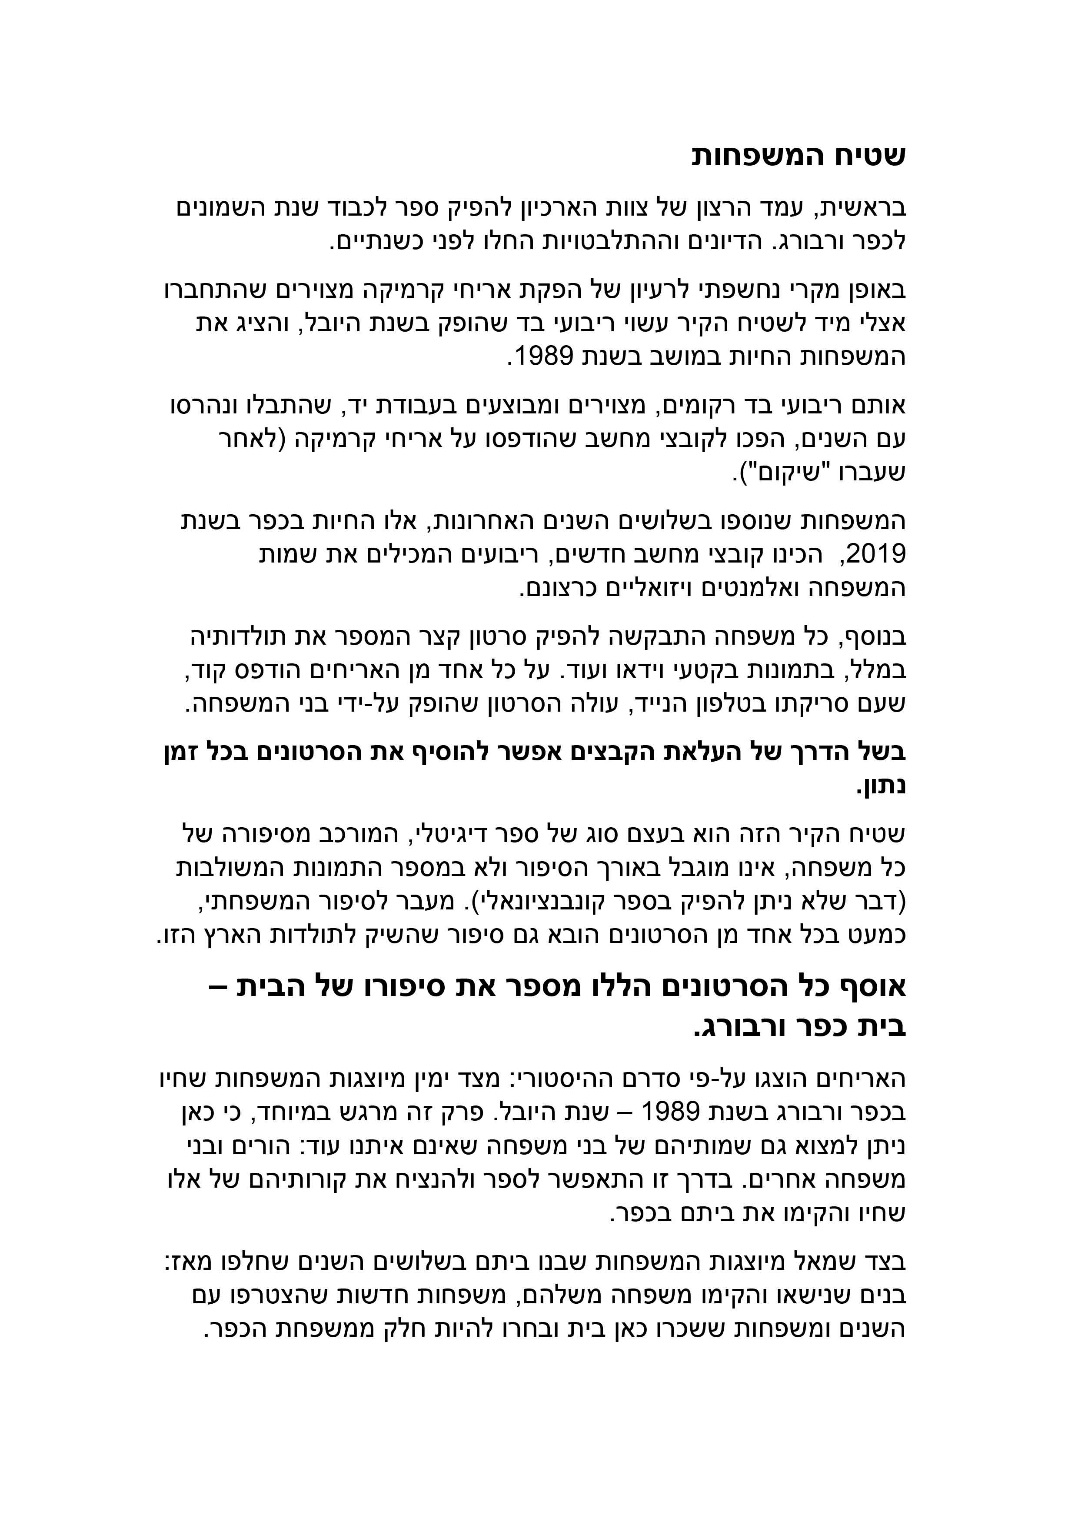 שטיח המשפחות
בראשית, עמד הרצון של צוות הארכיון להפיק ספר לכבוד שנת השמונים
לכפר ורבורג. הדיונים וההתלבטויות החלו לפני כשנתיים.
באופן מקרי נחשפתי לרעיון של הפקת אריחי קרמיקה מצוירים שהתחברו
אצלי מיד לשטיח הקיר עשוי ריבועי בד שהופק בשנת היובל, והציג את
המשפחות החיות במושב בשנת 1989.
אותם ריבועי בד רקומים, מצוירים ומבוצעים בעבודת יד, שהתבלו ונהרסו
עם השנים, הפכו לקובצי מחשב שהודפסו על אריחי קרמיקה (לאחר
שעברו "שיקום").
המשפחות שנוספו בשלושים השנים האחרונות, אלו החיות בכפר בשנת
2019, הכינו קובצי מחשב חדשים, ריבועים המכילים את שמות
המשפחה ואלמנטים ויזואליים כרצונם.
בנוסף, כל משפחה התבקשה להפיק סרטון קצר המספר את תולדותיה
במלל, בתמונות בקטעי וידאו ועוד. על כל אחד מן האריחים הודפס קוד,
שעם סריקתו בטלפון הנייד, עולה הסרטון שהופק על-ידי בני המשפחה.
בשל הדרך של העלאת הקבצים אפשר להוסיף את הסרטונים בכל זמן
נתון.
שטיח הקיר הזה הוא בעצם סוג של ספר דיגיטלי, המורכב מסיפורה של
כל משפחה, אינו מוגבל באורך הסיפור ולא במספר התמונות המשולבות
(דבר שלא ניתן להפיק בספר קונבנציונאלי). מעבר לסיפור המשפחתי,
כמעט בכל אחד מן הסרטונים הובא גם סיפור שהשיק לתולדות הארץ הזו.
אוסף כל הסרטונים הללו מספר את סיפורו של הבית –
בית כפר ורבורג.
האריחים הוצגו על-פי סדרם ההיסטורי: מצד ימין מיוצגות המשפחות שחיו
בכפר ורבורג בשנת 1989 – שנת היובל. פרק זה מרגש במיוחד, כי כאן
ניתן למצוא גם שמותיהם של בני משפחה שאינם איתנו עוד: הורים ובני
משפחה אחרים. בדרך זו התאפשר לספר ולהנציח את קורותיהם של אלו
שחיו והקימו את ביתם בכפר.
בצד שמאל מיוצגות המשפחות שבנו ביתם בשלושים השנים שחלפו מאז:
בנים שנישאו והקימו משפחה משלהם, משפחות חדשות שהצטרפו עם
השנים ומשפחות ששכרו כאן בית ובחרו להיות חלק ממשפחת הכפר.